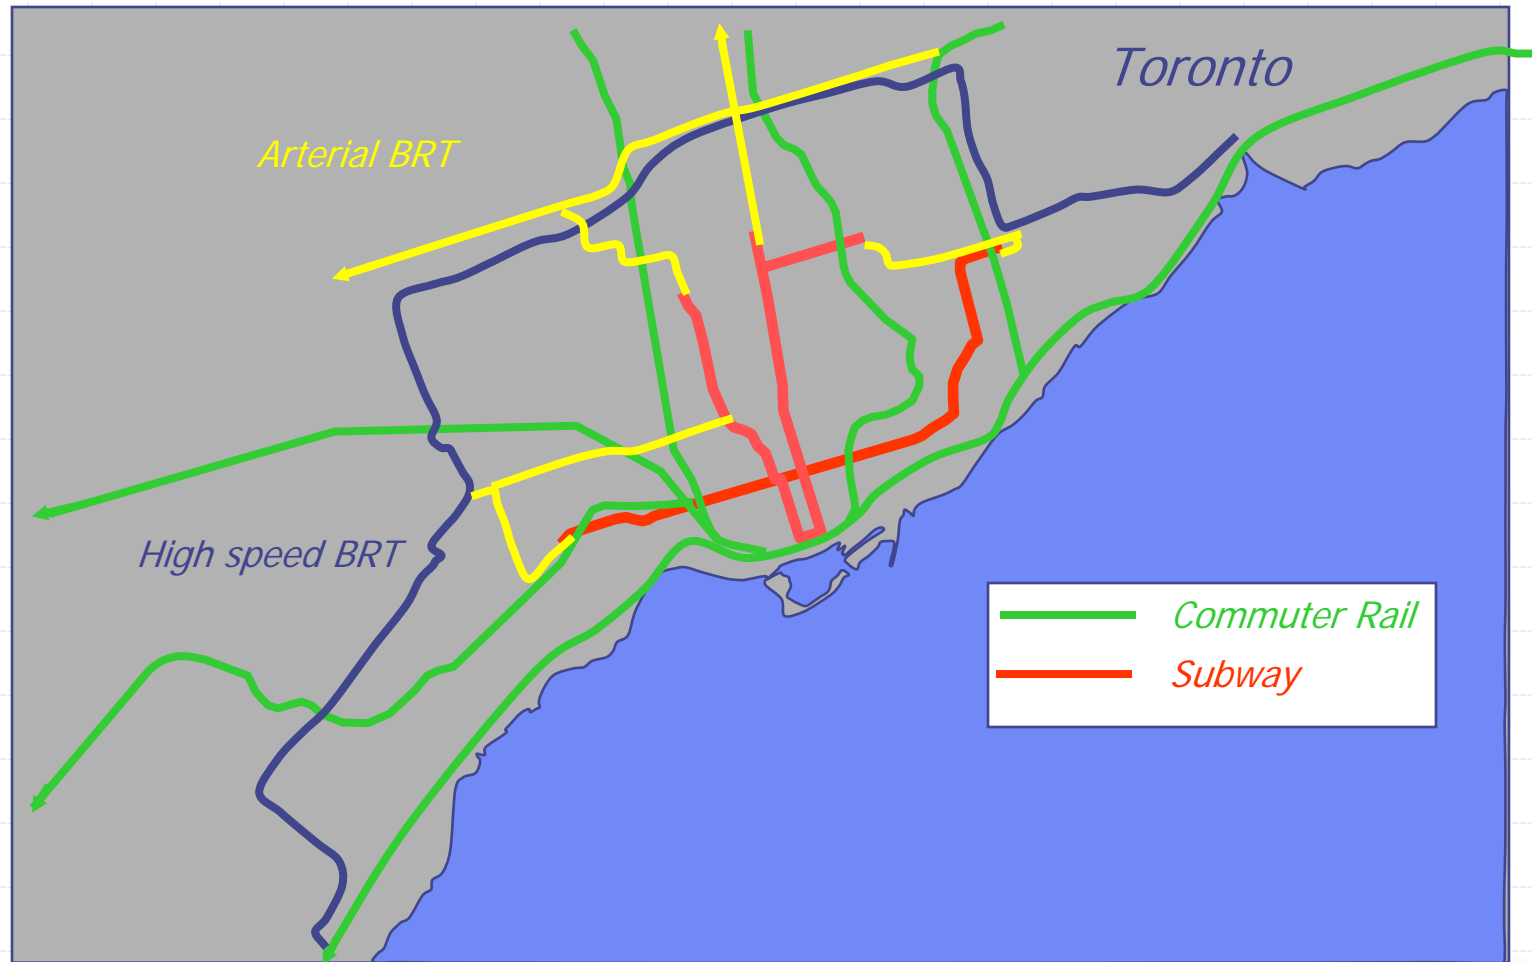 Toronto
Arterial BRT
High speed BRT
Commuter Rail
Subway